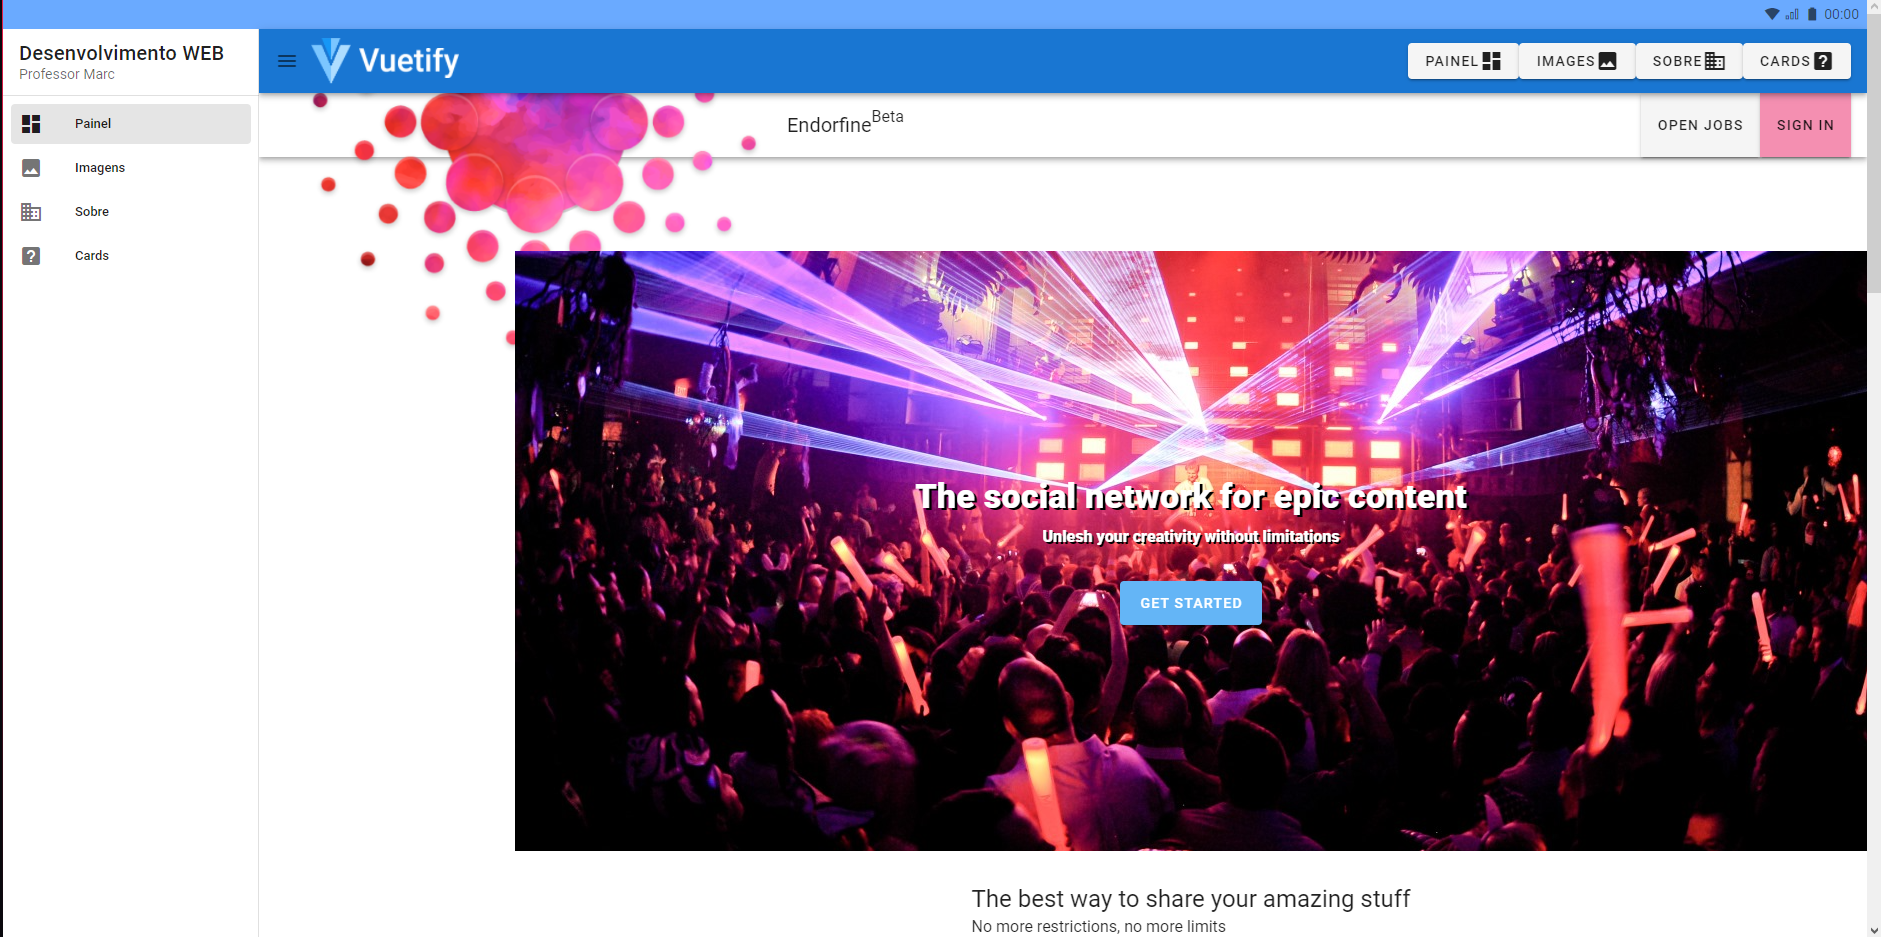 00:00
Desenvolvimento WEB
Professor Marc
Painel
Imagens
Sobre
Cards
Vuetify
PAINEL
IMAGES
SOBRE
CARDS
EndorfineBeta
OPEN JOBS
SIGN IN
The social network for epic content
Unlesh your creativity without limitations
GET STARTED
The best way to share your amazing stuff
No more restrictions, no more limits